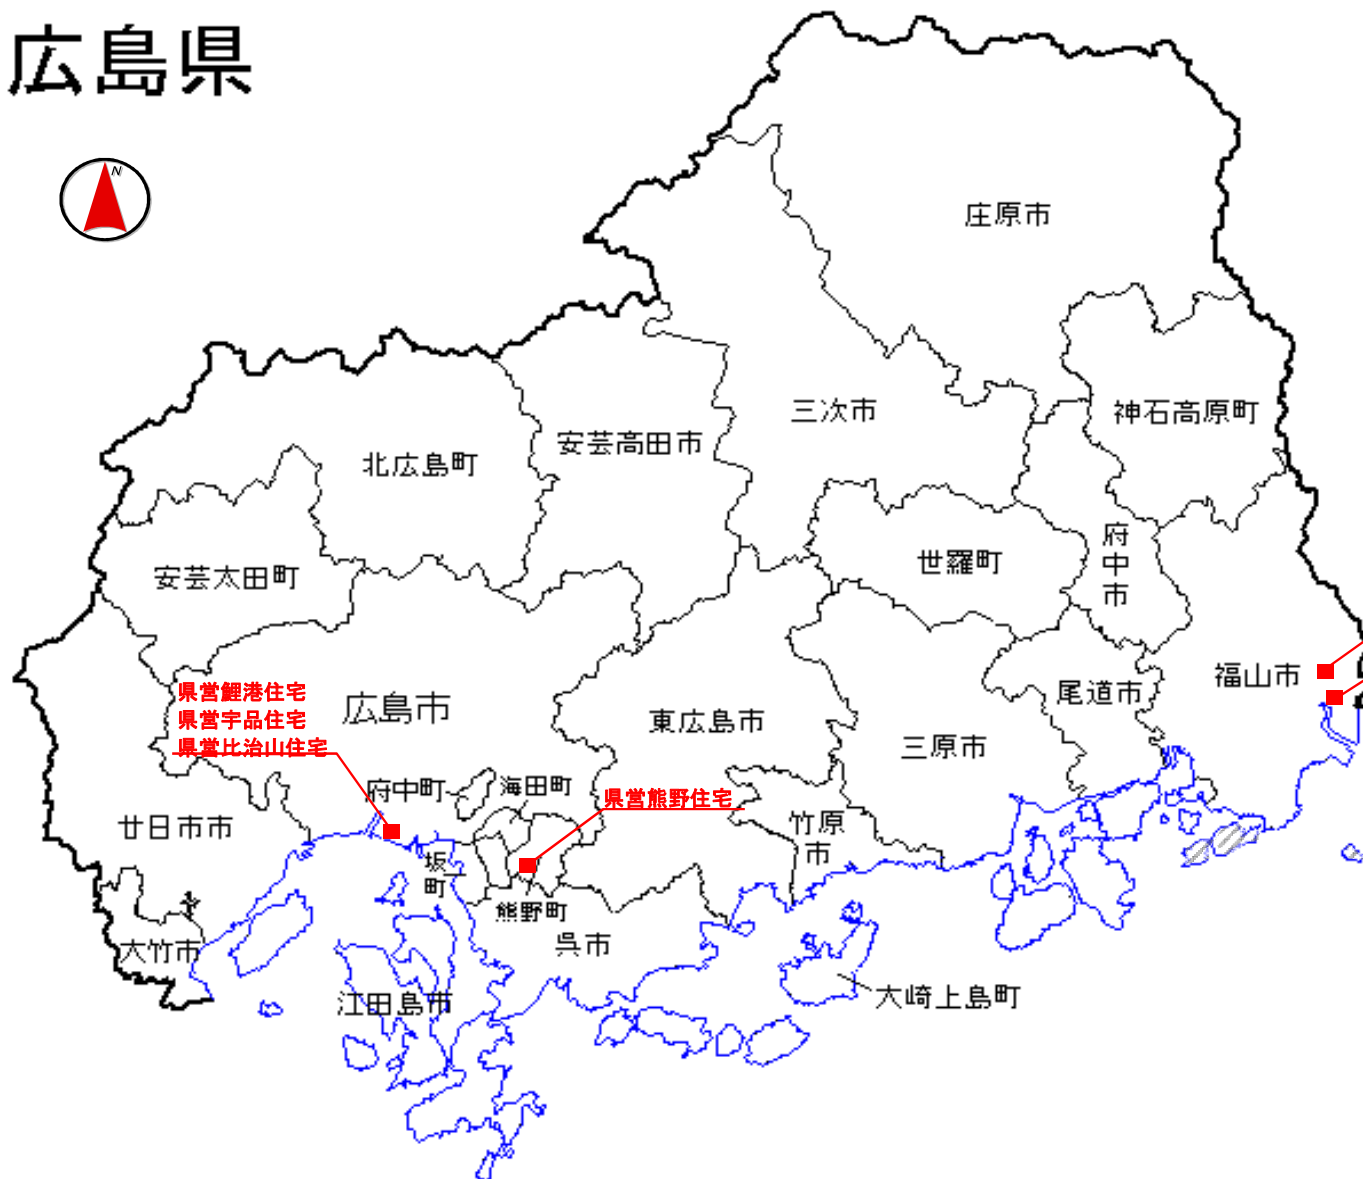 広島県
N
庄原市
三次市
神石高原町
安芸高田市
北広島町
府中市
世羅町
安芸太田町
福山市
尾道市
県営鯉港住宅
県営宇品住宅
県営比治山住宅
広島市
東広島市
三原市
府中町
海田町
県営熊野住宅
廿日市市
竹原市
坂町
熊野町
大竹市
呉市
江田島市
大崎上島町